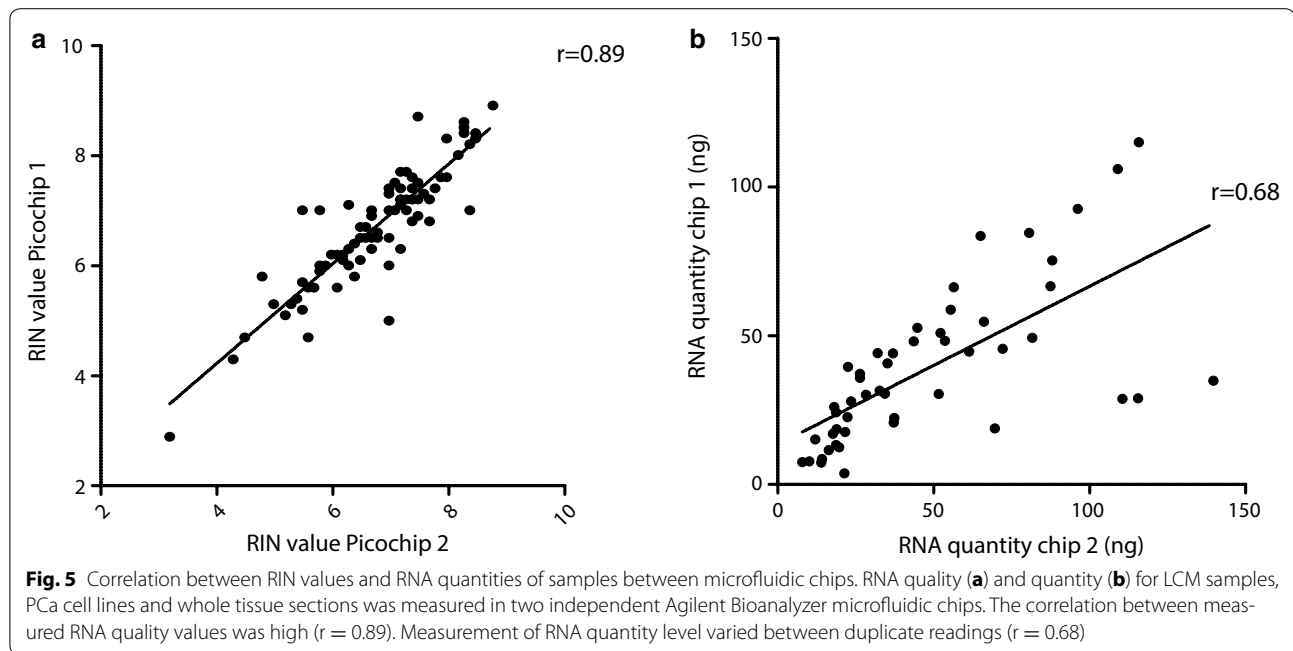 a
r=0.89
10
8
6
4
2
RIN value Picochip 1
2
4
6
8
10
RIN value Picochip 2
b
r=0.68
150
100
50
0
RNA quantity chip 1 (ng)
0
50
100
150
RNA quantity chip 2 (ng)
Fig. 5 Correlation between RIN values and RNA quantities of samples between microfluidic chips. RNA quality (a) and quantity (b) for LCM samples,
PCa cell lines and whole tissue sections was measured in two independent Agilent Bioanalyzer microfluidic chips. The correlation between meas-
ured RNA quality values was high (r = 0.89). Measurement of RNA quantity level varied between duplicate readings (r = 0.68)